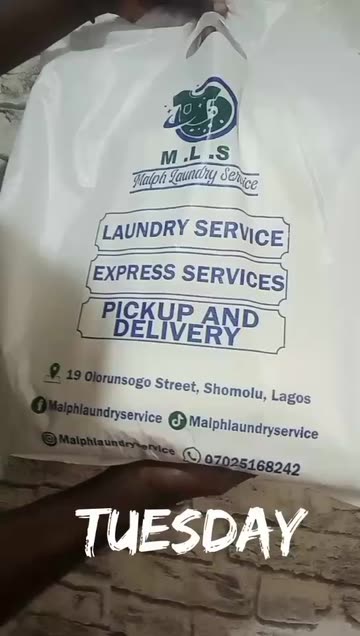 M.L.S
Malph Laundry Service
LAUNDRY SERVICE
EXPRESS SERVICES
PICKUP AND
DELIVERY
19 Olorunsogo Street, Shomolu, Lagos
Malphlaundryservice Malphlaundryservice
Malphlaundryservice 07025168242
TUESDAY